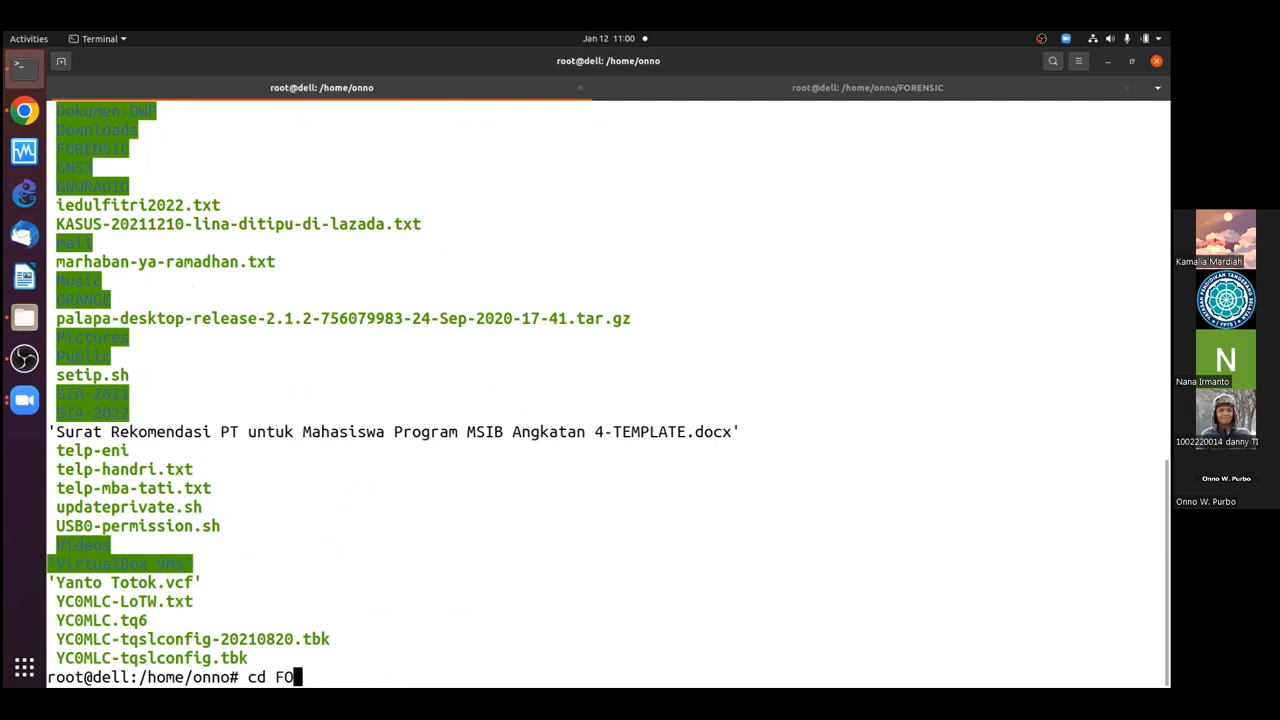 Activities
Terminal
Jan 12 11:00
root@dell: /home/onno
root@dell: /home/onno
root@dell: /home/onno/FORENSIC
Dokumen-OWP
Downloads
FORENSIC
GNS3
GNURADIO
iedulfitri2022.txt
KASUS-20211210-lina-ditipu-di-lazada.txt
mail
marhaban-ya-ramadhan.txt
Music
ORANGE
palapa-desktop-release-2.1.2-756079983-24-Sep-2020-17-41.tar.gz
Pictures
Public
setip.sh
SIA-2021
SIA-2022
'Surat Rekomendasi PT untuk Mahasiswa Program MSIB Angkatan 4-TEMPLATE.docx'
telp-eni
telp-handri.txt
telp-mba-tati.txt
updateprivate.sh
USB0-permission.sh
Videos
'VirtualBox VMs'
'Yanto Totok.vcf'
YC0MLC-LoTW.txt
YC0MLC.tq6
YC0MLC-tqslconfig-20210820.tbk
YC0MLC-tqslconfig.tbk
root@dell:/home/onno# cd FO
Kamalia Mardiah
N
Nana Irmanto
1002220014 danny TI
Onno W. Purbo
Onno W. Purbo